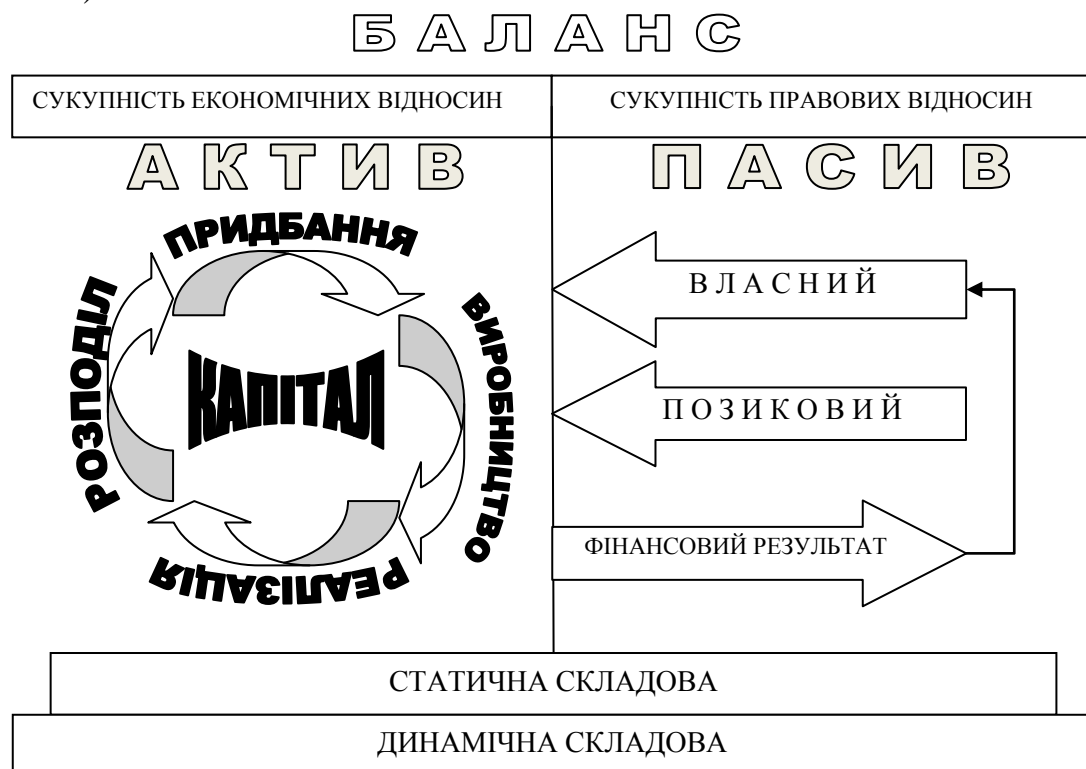 БАЛАНС
СУКУПНІСТЬ ЕКОНОМІЧНИХ ВІДНОСИН
СУКУПНІСТЬ ПРАВОВИХ ВІДНОСИН
АКТИВ
ПАСИВ
ПРИДБАННЯ
ВИРОБНИЦТВО
РЕАЛІЗАЦІЯ
РОЗПОДІЛ
КАПІТАЛ
ВЛАСНИЙ
ПОЗИКОВИЙ
ФІНАНСОВИЙ РЕЗУЛЬТАТ
СТАТИЧНА СКЛАДОВА
ДИНАМІЧНА СКЛАДОВА